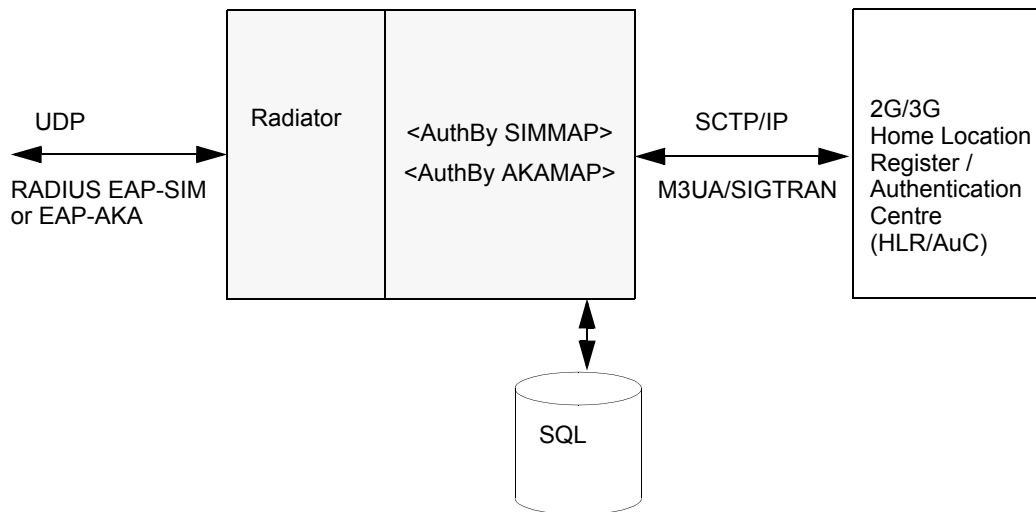 UDP
RADIUS EAP-SIM
or EAP-AKA
Radiator
<AuthBy SIMMAP>
<AuthBy AKAMAP>
SCTP/IP
M3UA/SIGTRAN
2G/3G
Home Location
Register /
Authentication
Centre
(HLR/AuC)
SQL